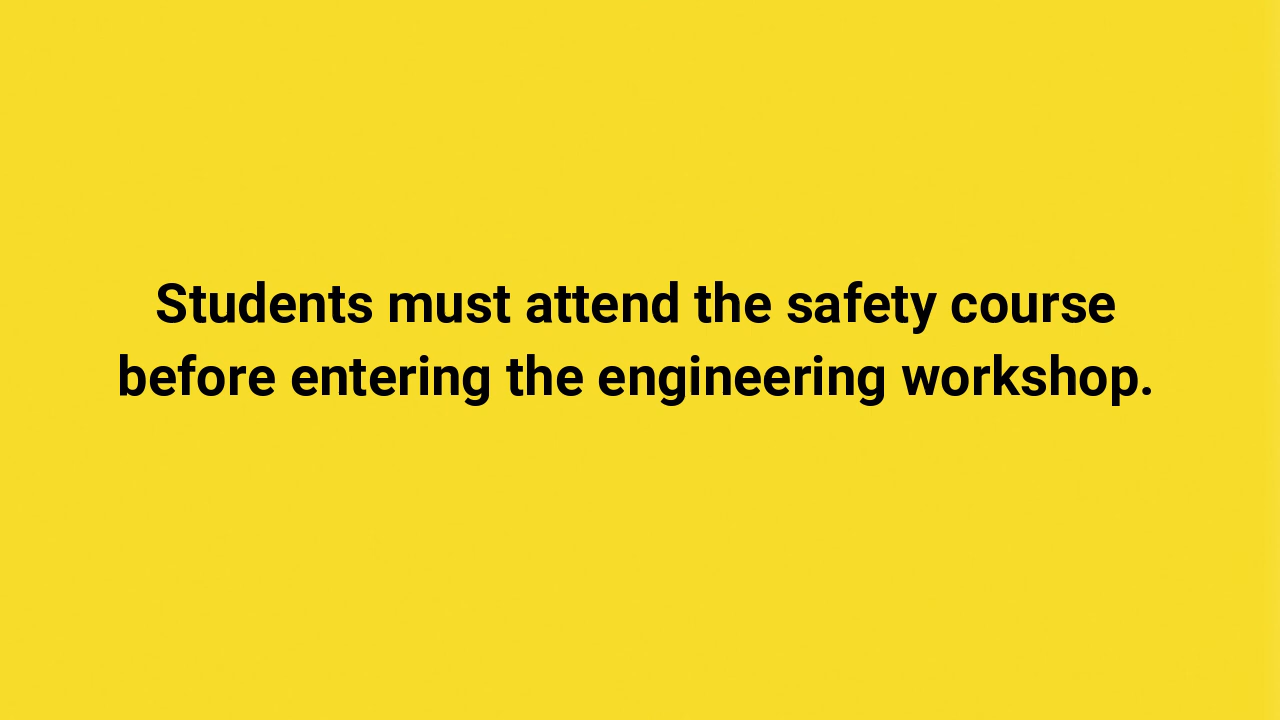 Students must attend the safety course
before entering the engineering workshop.